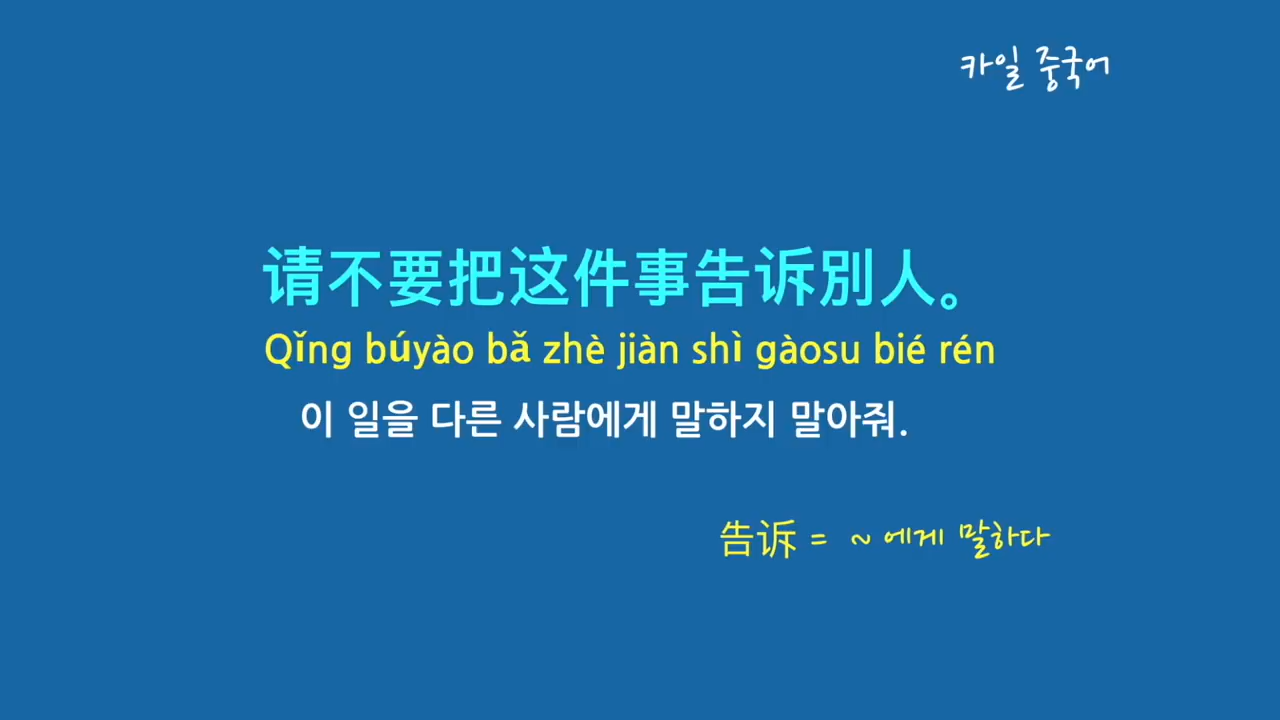 카일 중국어
请不要把这件事告诉別人。
Qǐng búyào bǎ zhè jiàn shì gàosu bié rén
이 일을 다른 사람에게 말하지 말아줘.
告诉 = ~ 에게 말하다